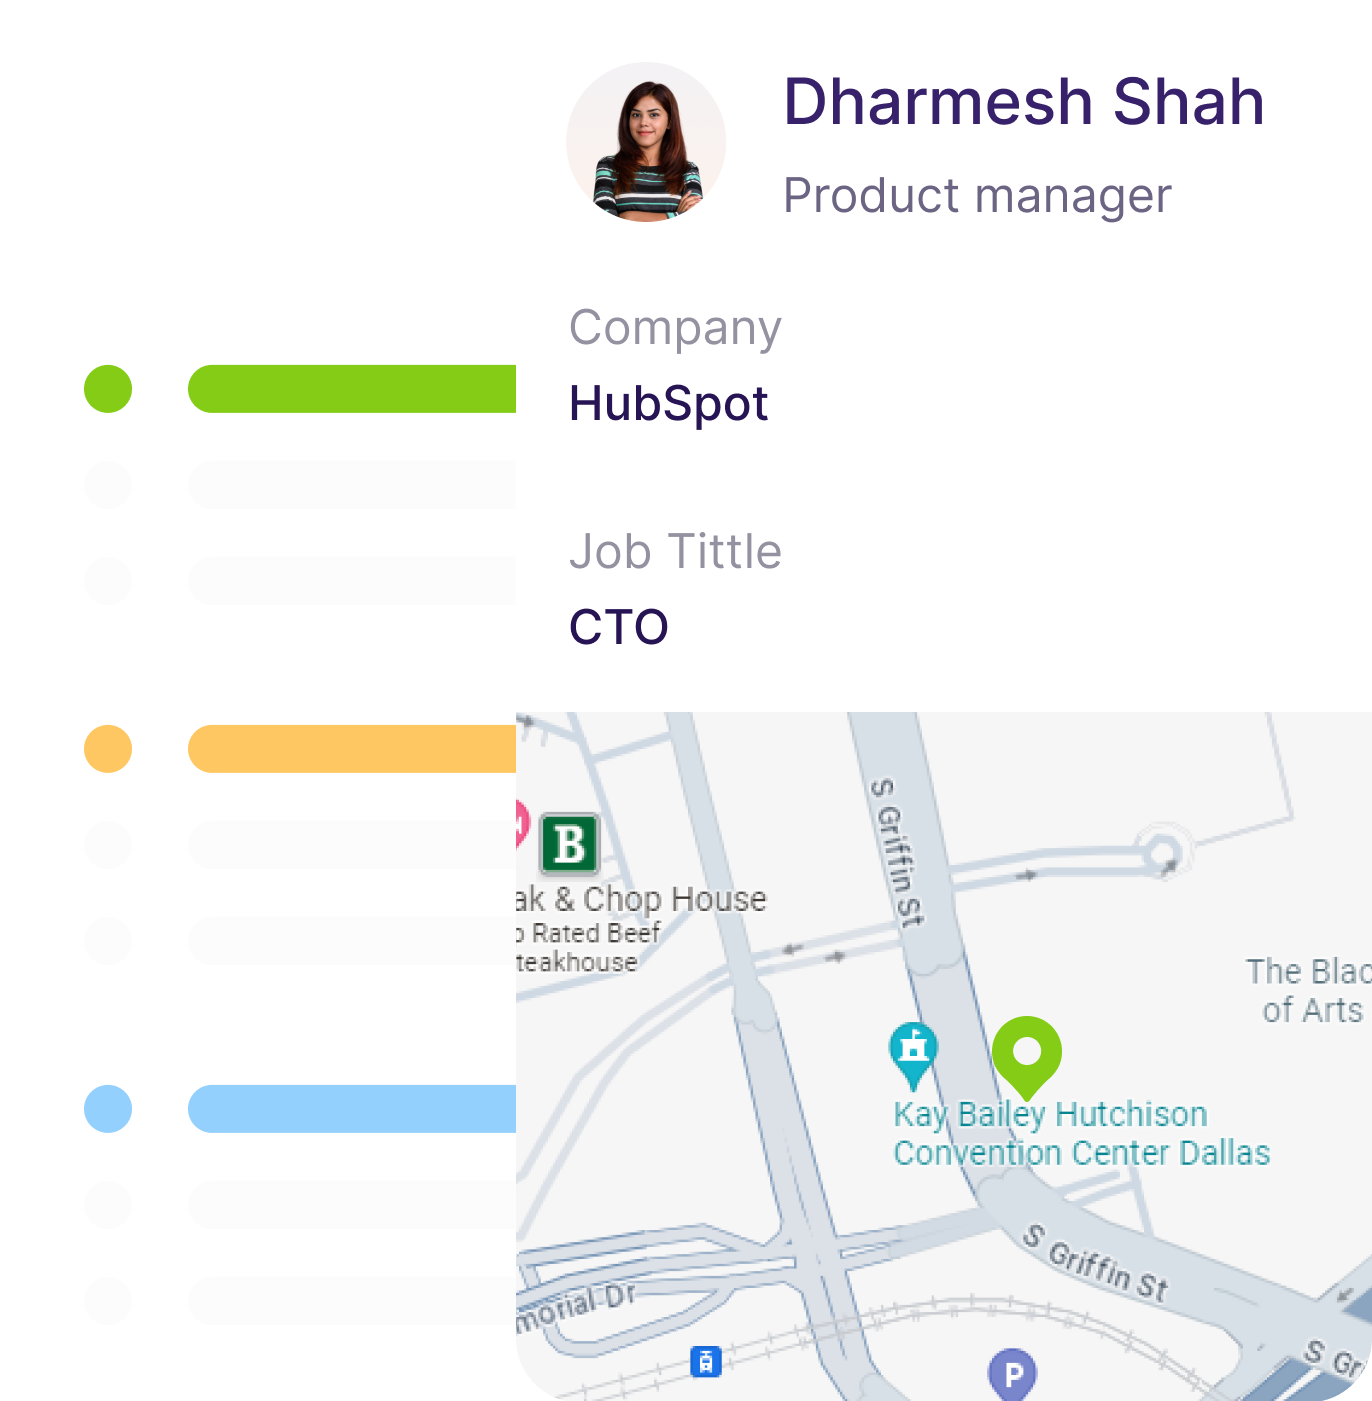 Dharmesh Shah
Product manager
Company
HubSpot
Job Tittle
CTO
S Griffin St
B
ak & Chop House
Rated Beef
teakhouse
The Blac
of Arts
Kay Bailey Hutchison
Convention Center Dallas
S Griffin St
morial Dr
S Gri
P